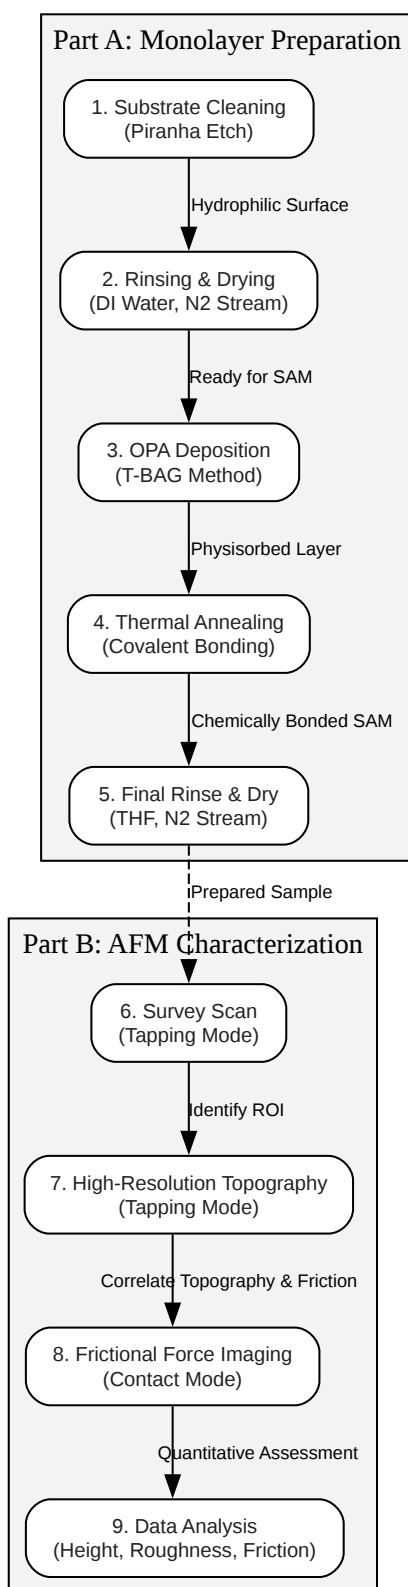 Part A: Monolayer Preparation
1. Substrate Cleaning
(Piranha Etch)
Hydrophilic Surface
2. Rinsing & Drying
(DI Water, N2 Stream)
Ready for SAM
3. OPA Deposition
(T-BAG Method)
Physisorbed Layer
4. Thermal Annealing
(Covalent Bonding)
Chemically Bonded SAM
5. Final Rinse & Dry
(THF, N2 Stream)
Prepared Sample
Part B: AFM Characterization
6. Survey Scan
(Tapping Mode)
Identify ROI
7. High-Resolution Topography
(Tapping Mode)
Correlate Topography & Friction
8. Frictional Force Imaging
(Contact Mode)
Quantitative Assessment
9. Data Analysis
(Height, Roughness, Friction)